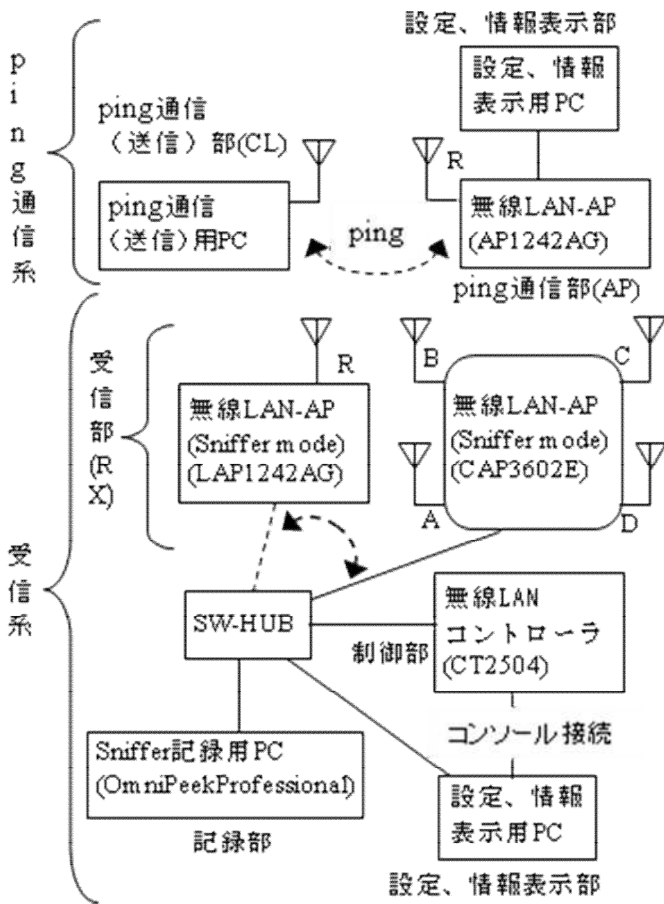 設定、情報表示部
設定、情報
表示用PC
ping通信系
ping通信
(送信)部(CL)
R
ping通信
(送信)用PC
ping
無線LAN-AP
(AP1242AG)
ping通信部(AP)
受信系
受信部(RX)
R
無線LAN-AP
(Sniffer mode)
(LAP1242AG)
B
C
無線LAN-AP
(Sniffer mode)
(CAP3602E)
A
D
SW-HUB
制御部
無線LAN
コントローラ
(CT2504)
コンソール接続
Sniffer記録用PC
(OmniPeekProfessional)
記録部
設定、情報
表示用PC
設定、情報表示部